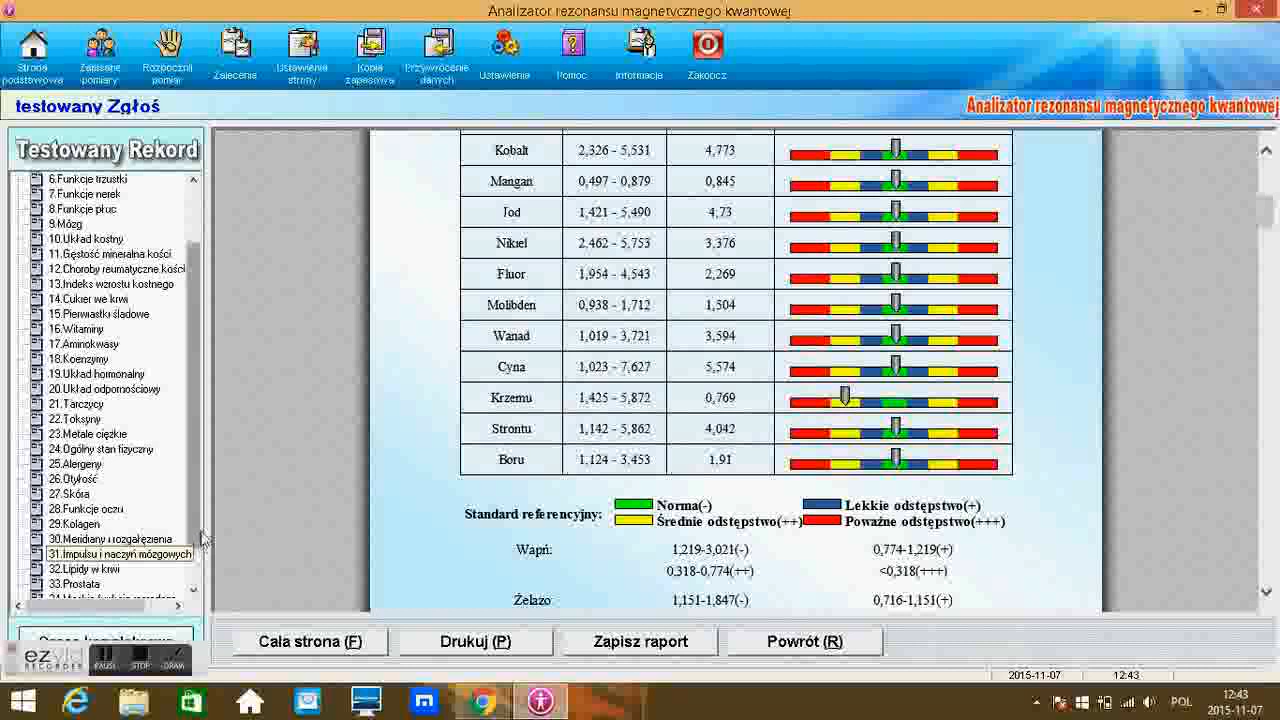 Analizator rezonansu magnetycznego kwantowej
Strona podstawowa
Zapisane pomiary
Rozpocznij pomiar
Zalecenia
Ustawienie strony
Kopia zapasowa
Przywrócenie danych
Ustawienie
Pomoc
Informacje
Zakończ
testowany Zgłoś
Analizator rezonansu magnetycznego kwantowej
Testowany Rekord
6.Funkcje trzustki
7.Funkcje nerek
8.Funkcje płuc
9.Mózg
10.Układ kostny
11.Gęstość mineralna kości
12.Choroby reumatyczne kości
13.Indeks wzrostu kostnego
14.Cukier we krwi
15.Pierwiastki śladowe
16.Witaminy
17.Aminokwasy
18.Koenzymy
19.Układ hormonalny
20.Układ odpornościowy
21.Tarczycy
22.Toksyny
23.Metale ciężkie
24.Ogólny stan fizyczny
25.Alergeny
26.Otyłość
27.Skóra
28.Funkcje oczu
29.Kolagen
30.Meridiany i rozgałęzienia
31.Impulsu i naczyń mózgowych
32.Lipidy w krwi
33.Prostata
Kobalt 2,326 - 5,531 4,773
Mangan 0,497 - 0,879 0,845
Jod 1,421 - 5,490 4,73
Nikiel 2,462 - 5,753 3,376
Fluor 1,954 - 4,543 2,269
Molibden 0,938 - 1,712 1,504
Wanad 1,019 - 3,721 3,594
Cyna 1,023 - 7,627 5,574
Krzemu 1,425 - 5,872 0,769
Strontu 1,142 - 5,862 4,042
Boru 1,124 - 3,453 1,91
Standard referencyjny:
Norma(-) Lekkie odstępstwo(+)
Średnie odstępstwo(++) Poważne odstępstwo(+++)
Wapń: 1,219-3,021(-) 0,774-1,219(+)
0,318-0,774(++) <0,318(+++)
Żelazo 1,151-1,847(-) 0,716-1,151(+)
Cała strona (F) Drukuj (P) Zapisz raport Powrót (R)
ezvid
RECORDER
PAUSE STOP DRAW
2015-11-07 12:43
POL
12:43
2015-11-07